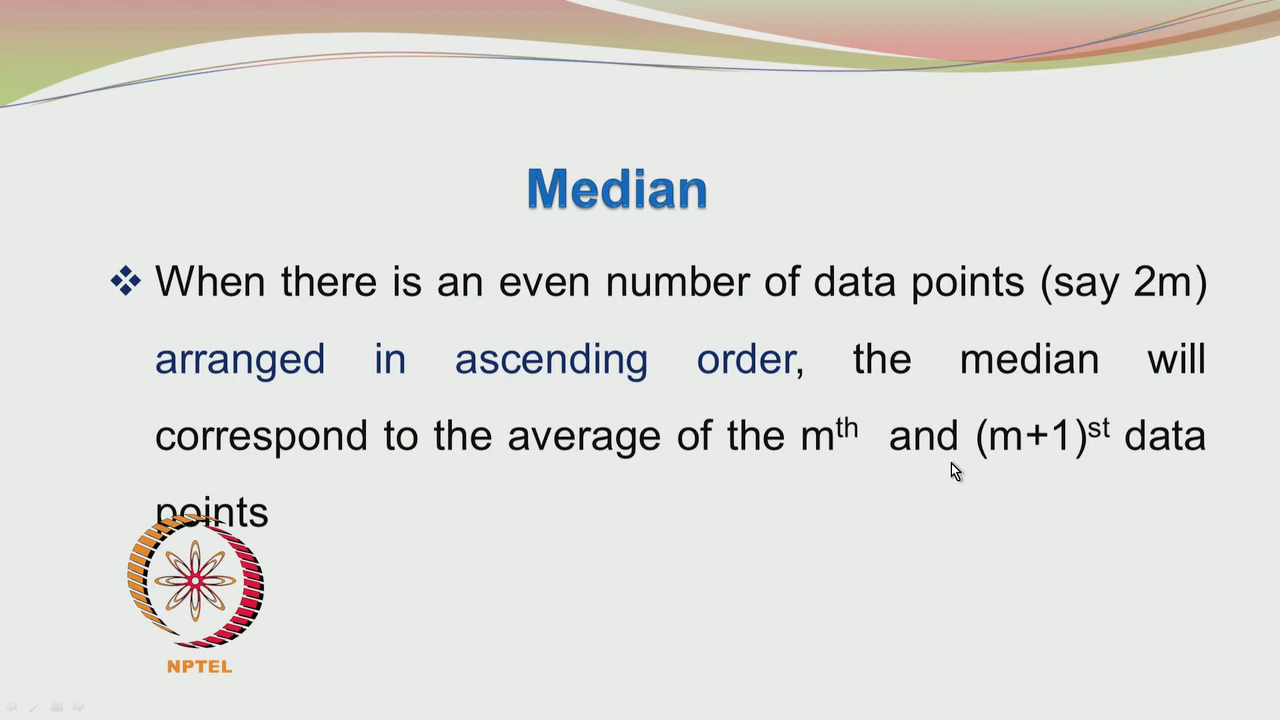 Median
❖ When there is an even number of data points (say 2m)
arranged in ascending order, the median will
correspond to the average of the mᵗʰ and (m+1)ˢᵗ data
points
NPTEL